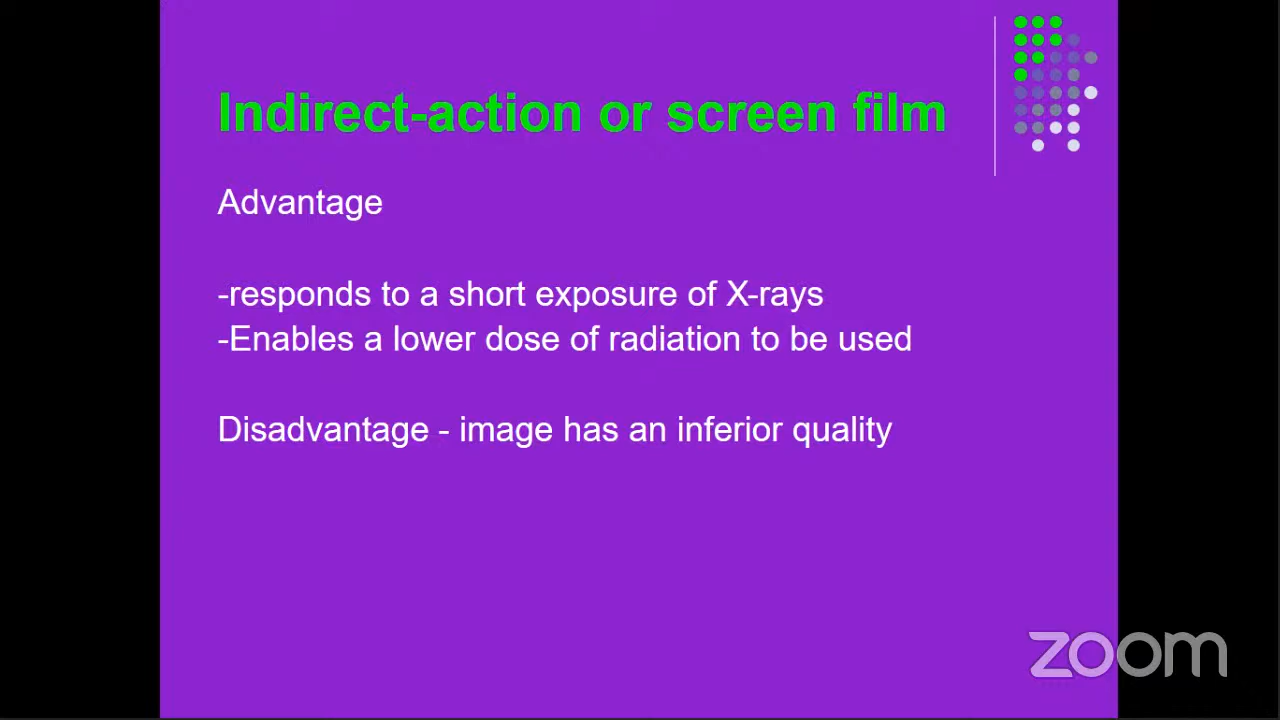 Indirect-action or screen film
Advantage
-responds to a short exposure of X-rays
-Enables a lower dose of radiation to be used
Disadvantage - image has an inferior quality
zoom